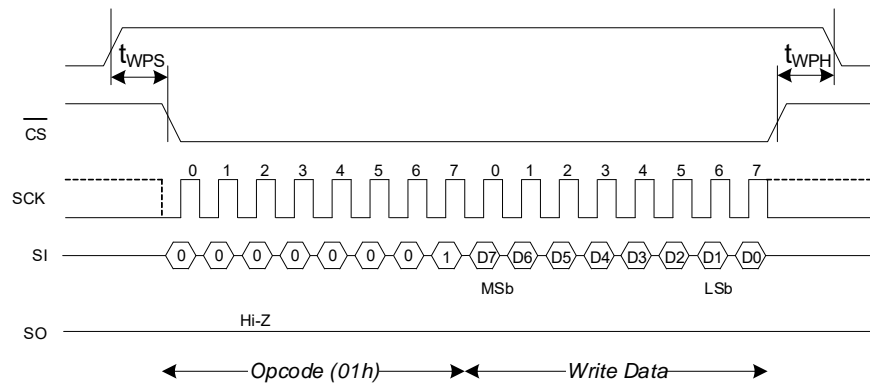 tWPS
tWPH
CS
0 1 2 3 4 5 6 7 0 1 2 3 4 5 6 7
SCK
SI 0 0 0 0 0 0 0 1 D7 D6 D5 D4 D3 D2 D1 D0
MSb LSb
Hi-Z
SO
Opcode (01h) Write Data